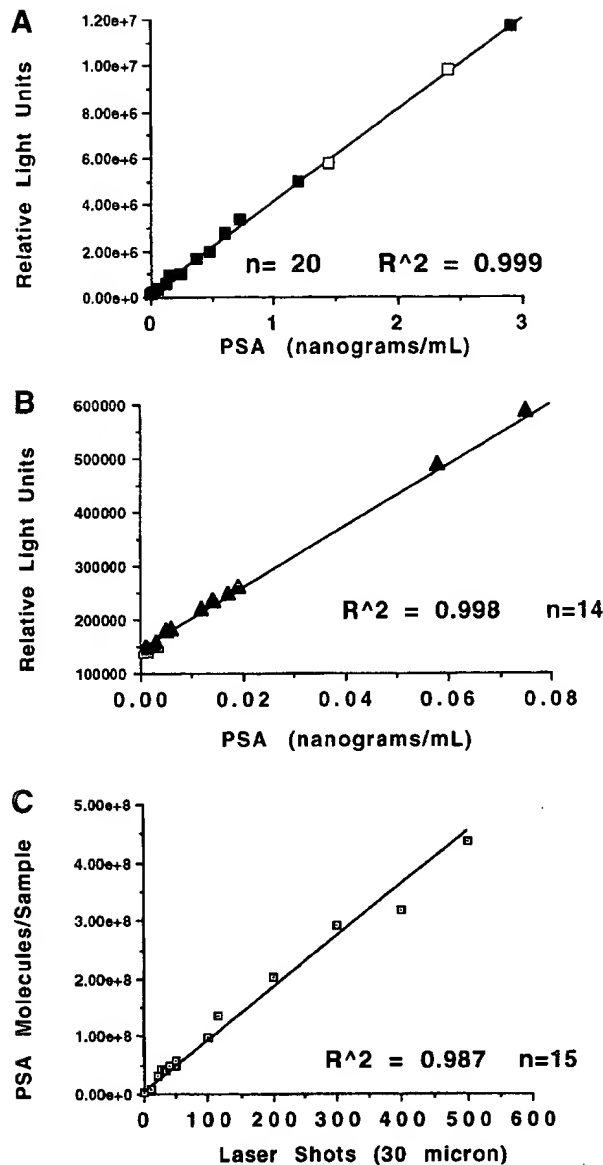 A
Relative Light Units
1.20e+7
1.00e+7
8.00e+6
6.00e+6
4.00e+6
2.00e+6
0.00e+0
n= 20 R^2 = 0.999
0 1 2 3
PSA (nanograms/mL)
B
Relative Light Units
600000
500000
400000
300000
200000
100000
R^2 = 0.998 n=14
0.00 0.02 0.04 0.06 0.08
PSA (nanograms/mL)
C
PSA Molecules/Sample
5.00e+8
4.00e+8
3.00e+8
2.00e+8
1.00e+8
0.00e+0
R^2 = 0.987 n=15
0 100 200 300 400 500 600
Laser Shots (30 micron)